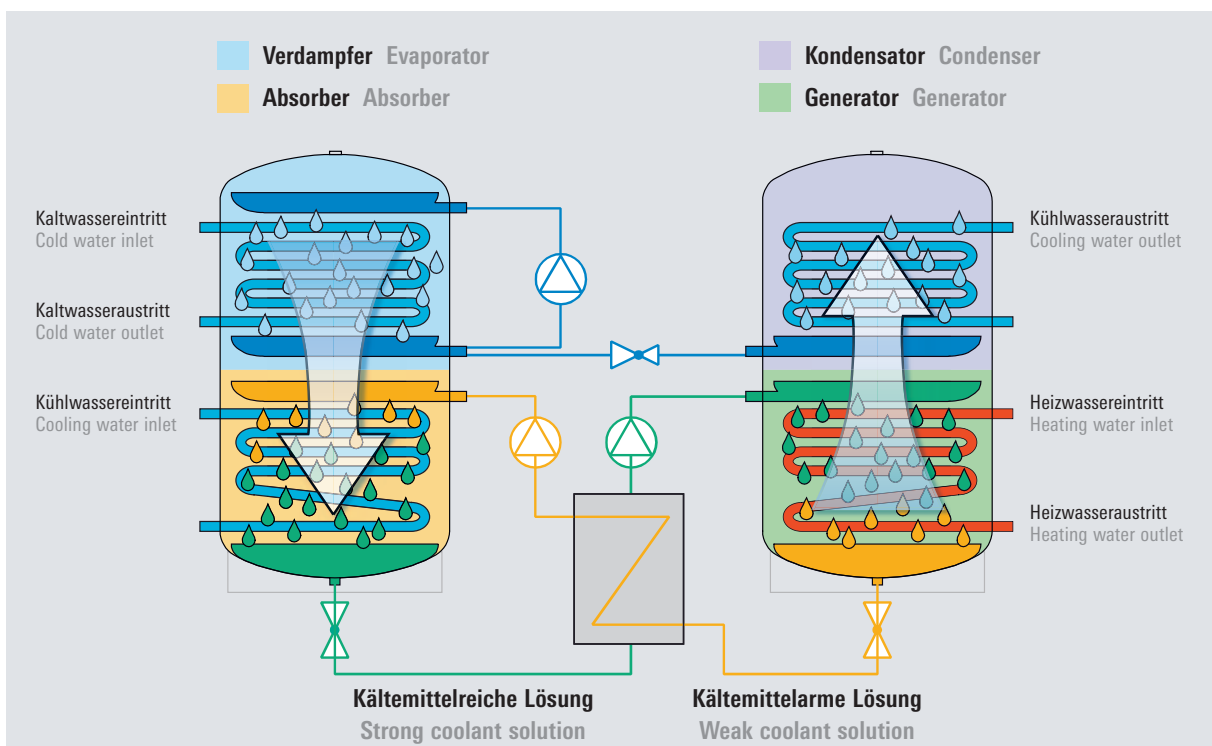 Verdampfer Evaporator
Absorber Absorber
Kondensator Condenser
Generator Generator
Kaltwassereintritt
Cold water inlet
Kaltwasseraustritt
Cold water outlet
Kühlwassereintritt
Cooling water inlet
Kühlwasseraustritt
Cooling water outlet
Heizwassereintritt
Heating water inlet
Heizwasseraustritt
Heating water outlet
Kältemittelreiche Lösung
Strong coolant solution
Kältemittelarme Lösung
Weak coolant solution